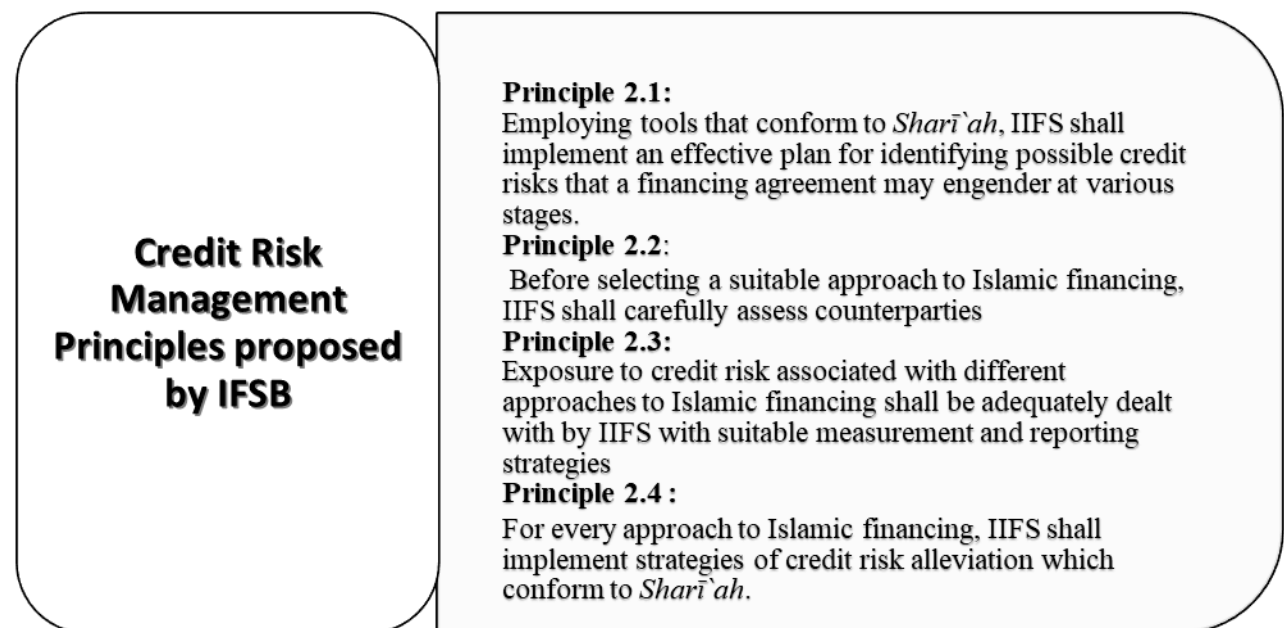 Credit Risk
Management
Principles proposed
by IFSB
Principle 2.1:
Employing tools that conform to Sharī`ah, IIFS shall
implement an effective plan for identifying possible credit
risks that a financing agreement may engender at various
stages.
Principle 2.2:
Before selecting a suitable approach to Islamic financing,
IIFS shall carefully assess counterparties
Principle 2.3:
Exposure to credit risk associated with different
approaches to Islamic financing shall be adequately dealt
with by IIFS with suitable measurement and reporting
strategies
Principle 2.4 :
For every approach to Islamic financing, IIFS shall
implement strategies of credit risk alleviation which
conform to Sharī`ah.